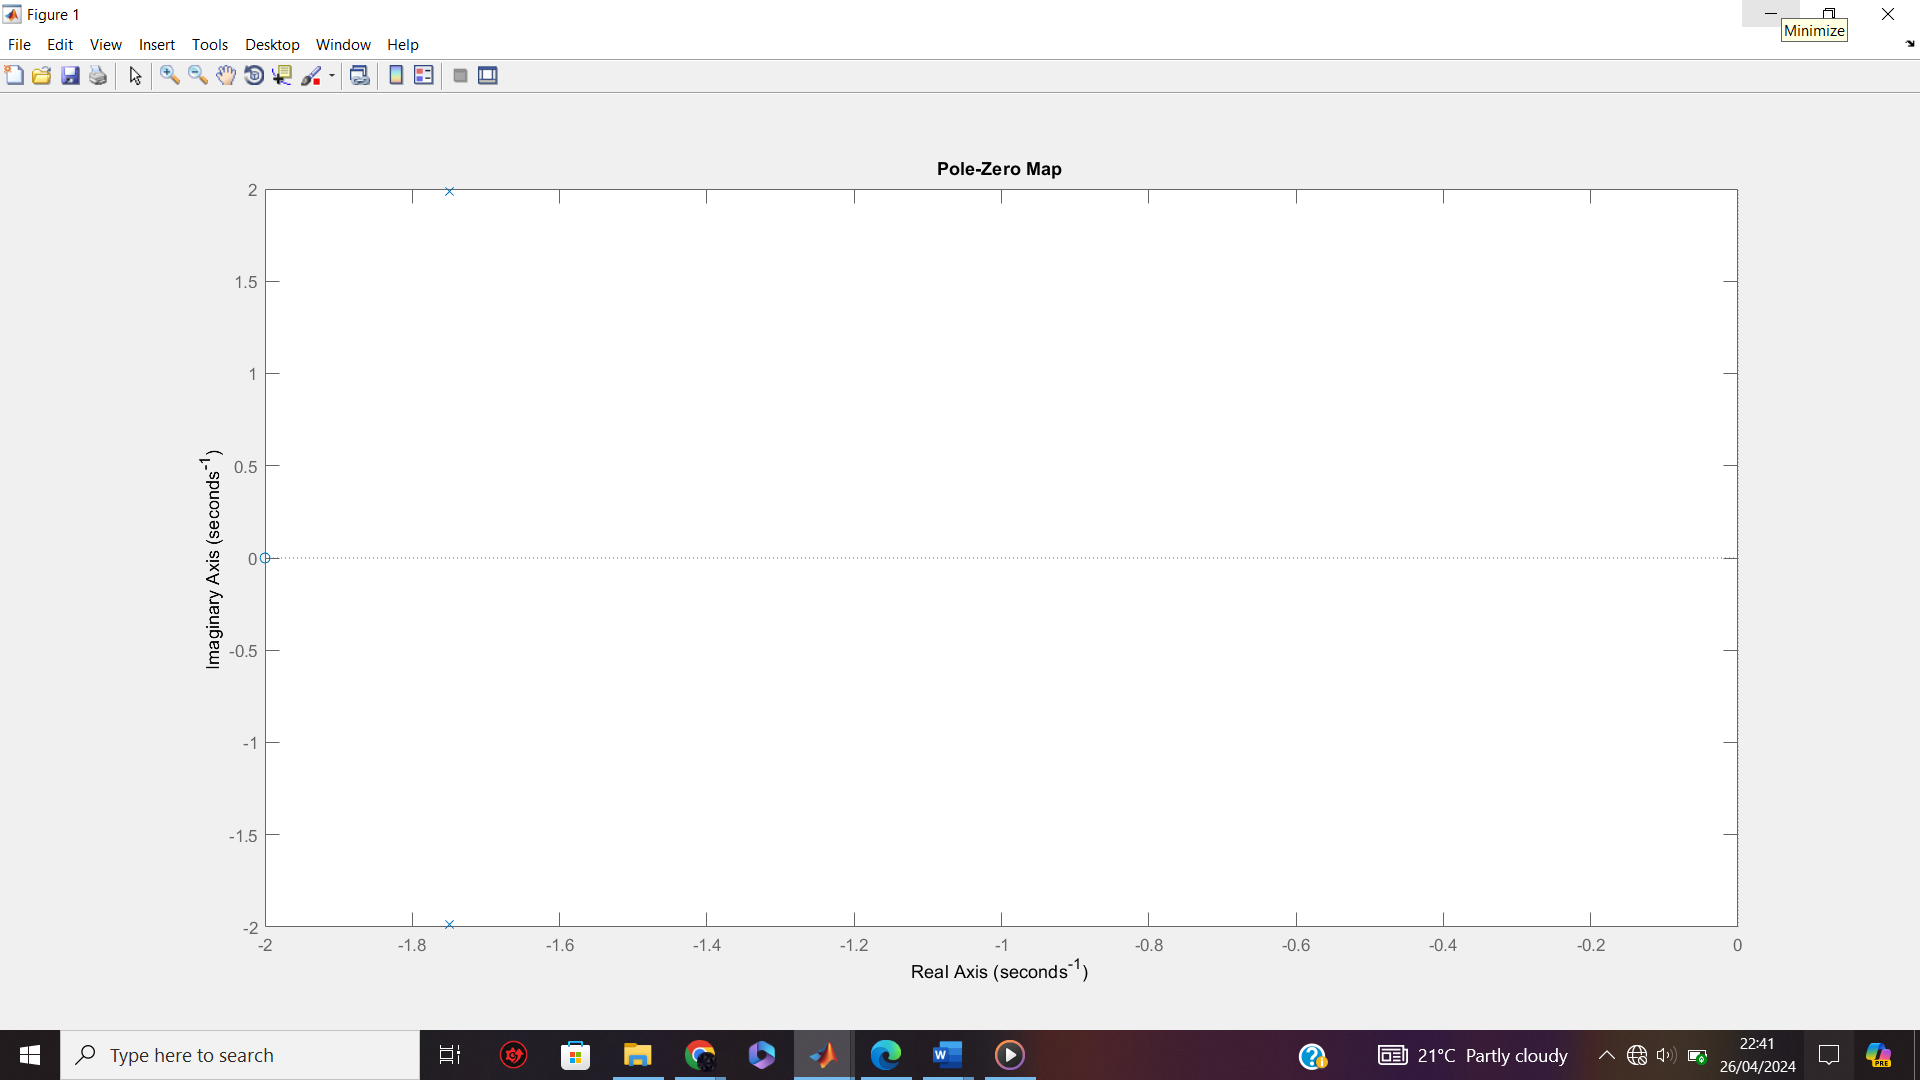 Figure 1
Minimize
File Edit View Insert Tools Desktop Window Help
Pole-Zero Map
2
1.5
1
0.5
0
-0.5
-1
-1.5
-2
Imaginary Axis (seconds⁻¹)
-2 -1.8 -1.6 -1.4 -1.2 -1 -0.8 -0.6 -0.4 -0.2 0
Real Axis (seconds⁻¹)
Type here to search
21°C Partly cloudy
22:41
26/04/2024
PRE